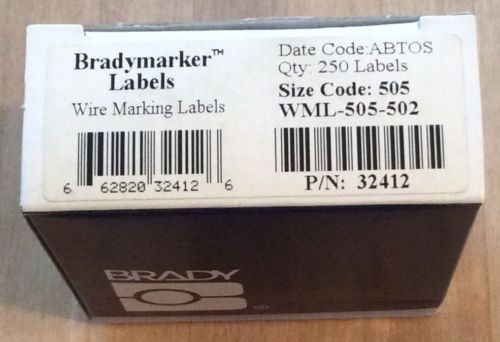 Bradymarker™
Labels
Wire Marking Labels
6 62820 32412 6
Date Code:ABTOS
Qty: 250 Labels
Size Code: 505
WML-505-502
P/N: 32412
BRADY